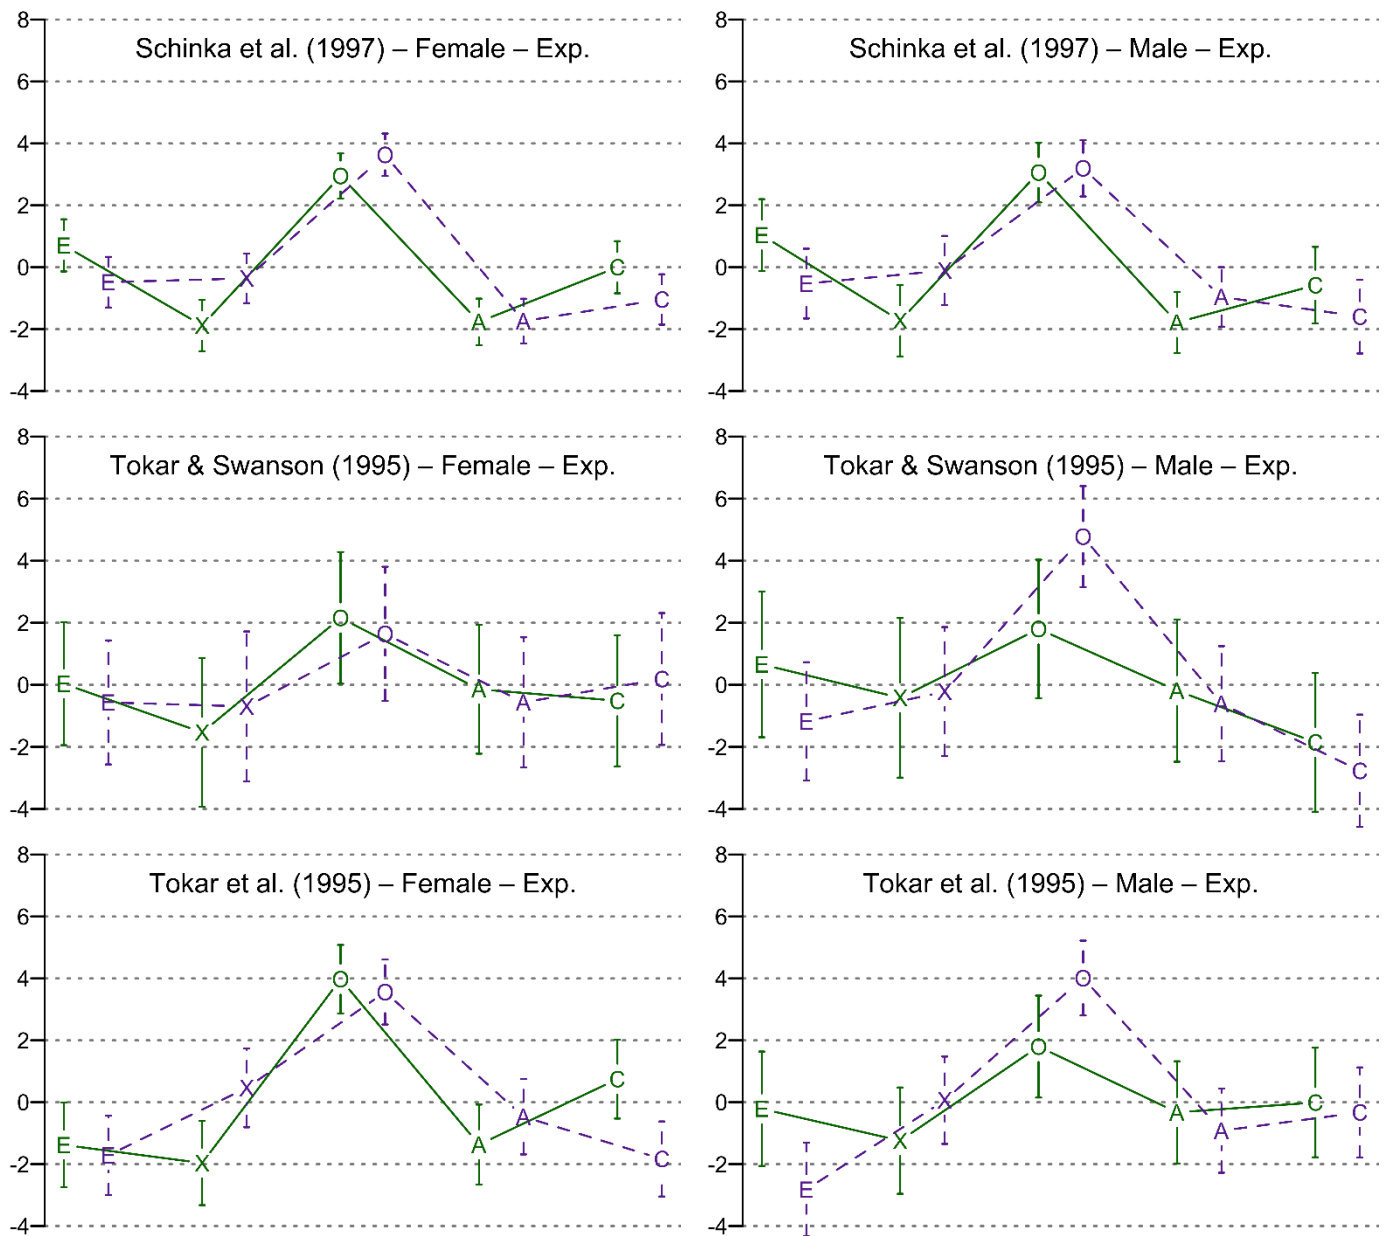 8
6
4
2
0
-2
-4
Schinka et al. (1997) – Female – Exp.
E X O A C
E X O A C
8
6
4
2
0
-2
-4
Schinka et al. (1997) – Male – Exp.
E X O A C
E X O A C
8
6
4
2
0
-2
-4
Tokar & Swanson (1995) – Female – Exp.
E X O A C
E X O A C
8
6
4
2
0
-2
-4
Tokar & Swanson (1995) – Male – Exp.
E X O A C
E X O A C
8
6
4
2
0
-2
-4
Tokar et al. (1995) – Female – Exp.
E X O A C
E X O A C
8
6
4
2
0
-2
-4
Tokar et al. (1995) – Male – Exp.
E X O A C
E X O A C